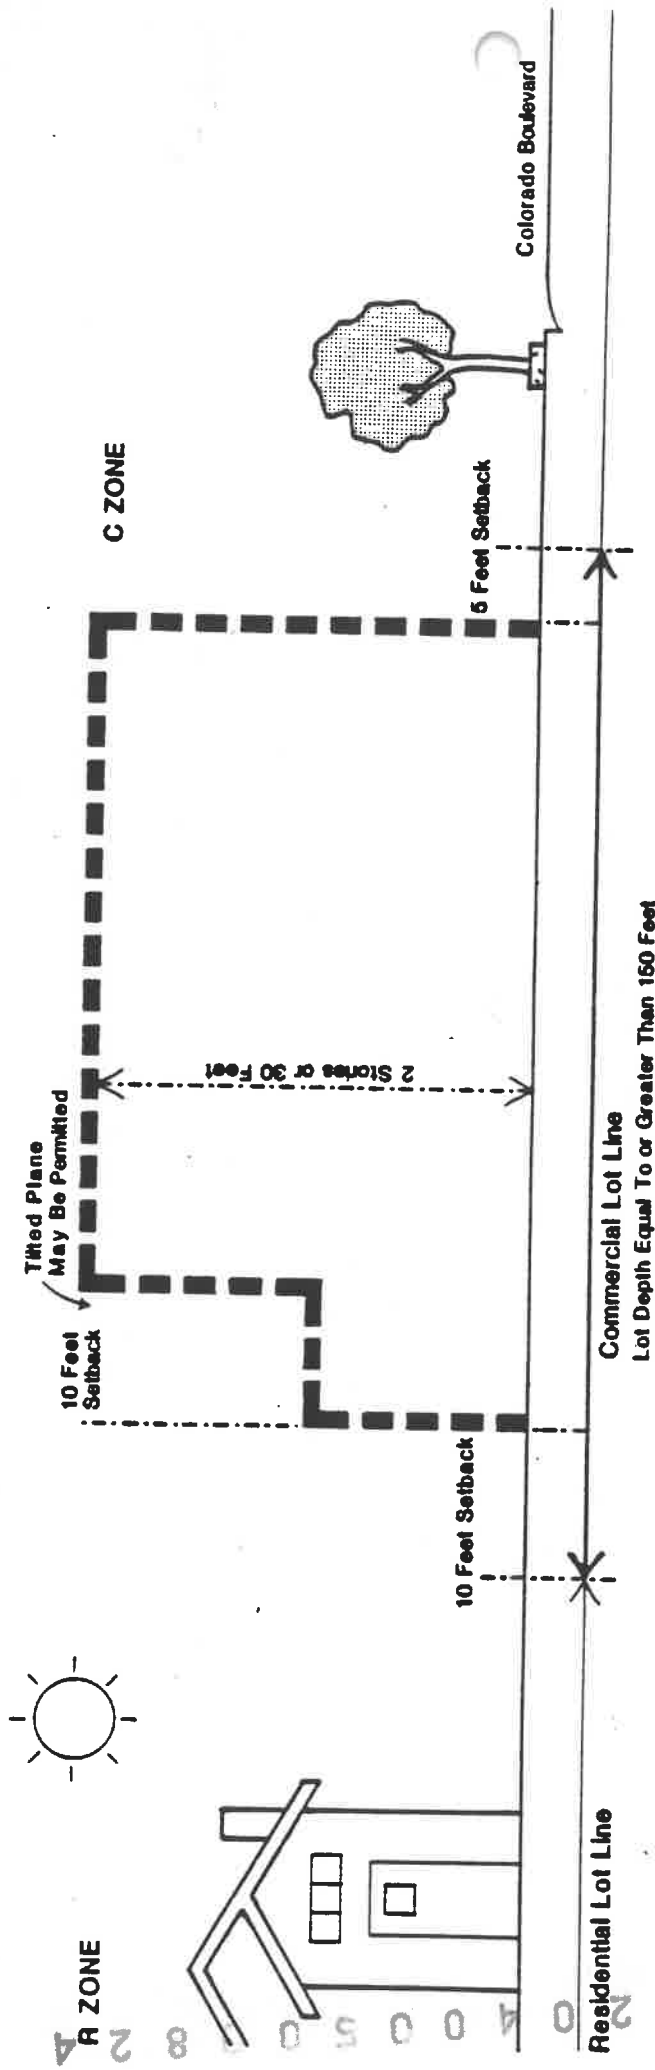 R ZONE
C ZONE
Tilted Plane
May Be Permitted
10 Feet
Setback
2 Stories or 30 Feet
10 Feet Setback
5 Feet Setback
Colorado Boulevard
Residential Lot Line
Commercial Lot Line
Lot Depth Equal To or Greater Than 150 Feet